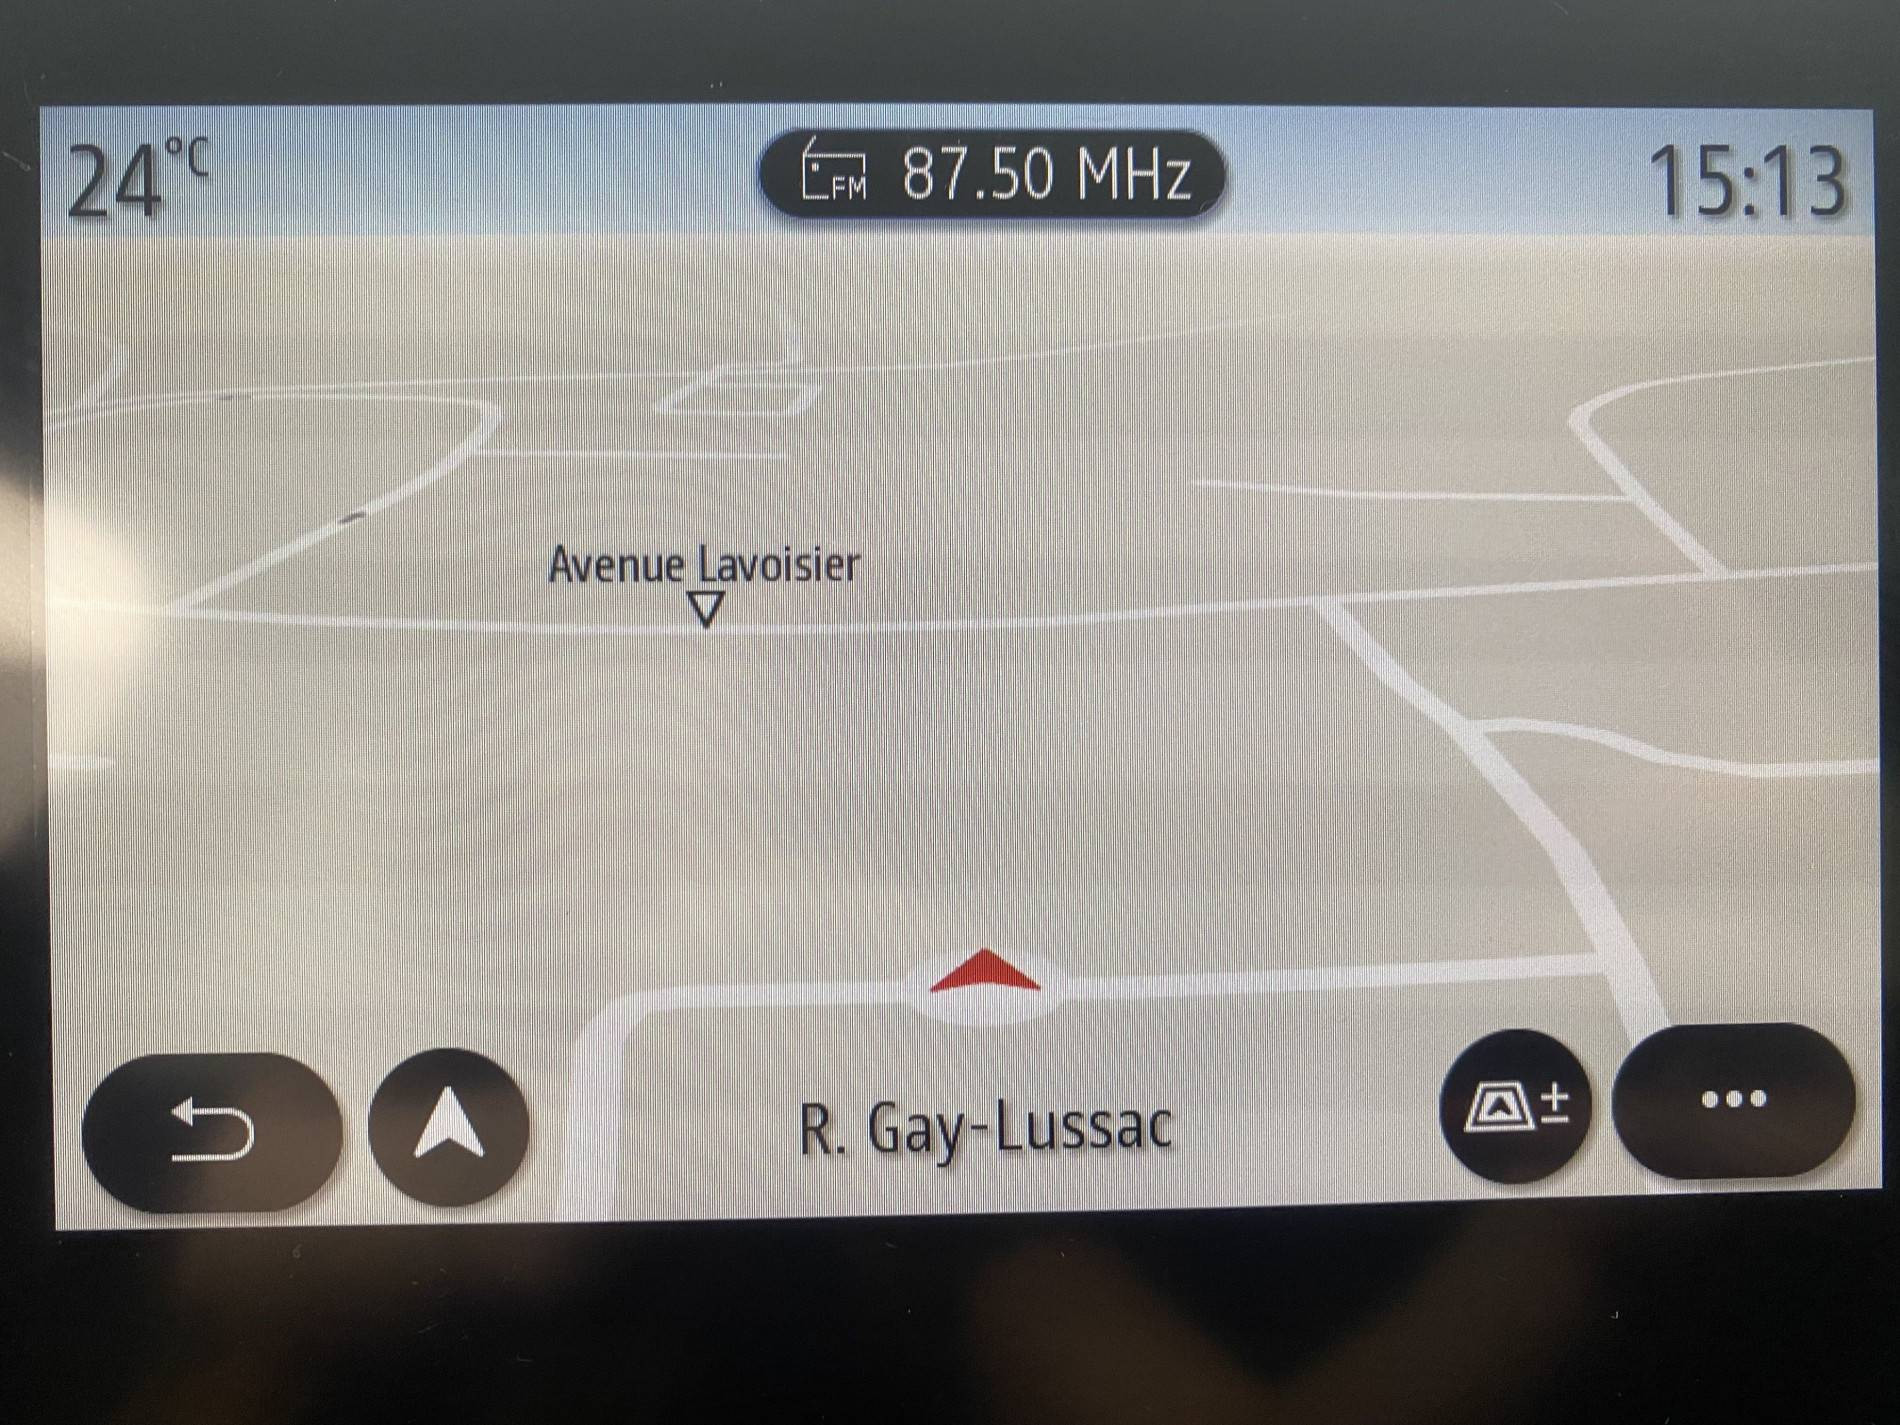 24°C
FM 87.50 MHz
15:13
Avenue Lavoisier
R. Gay-Lussac